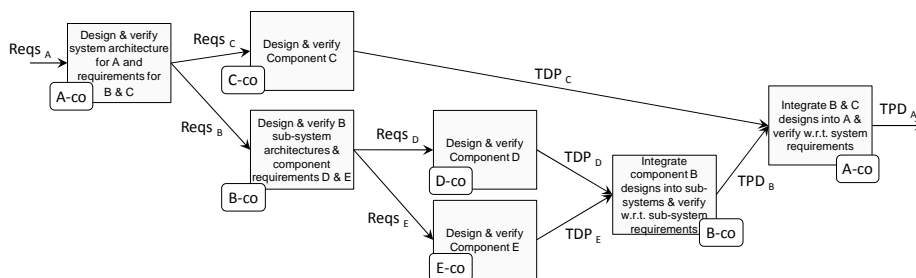 Reqs A
Design & verify
system architecture
for A and
requirements for
B & C
A-co
Reqs C
Design & verify
Component C
C-co
TDP C
Reqs B
Design & verify B
sub-system
architectures &
component
requirements D & E
B-co
Reqs D
Design & verify
Component D
D-co
TDP D
Reqs E
Design & verify
Component E
E-co
TDP E
Integrate
component B
designs into sub-
systems & verify
w.r.t. sub-system
requirements
B-co
TPD B
Integrate B & C
designs into A &
verify w.r.t. system
requirements
A-co
TPD A